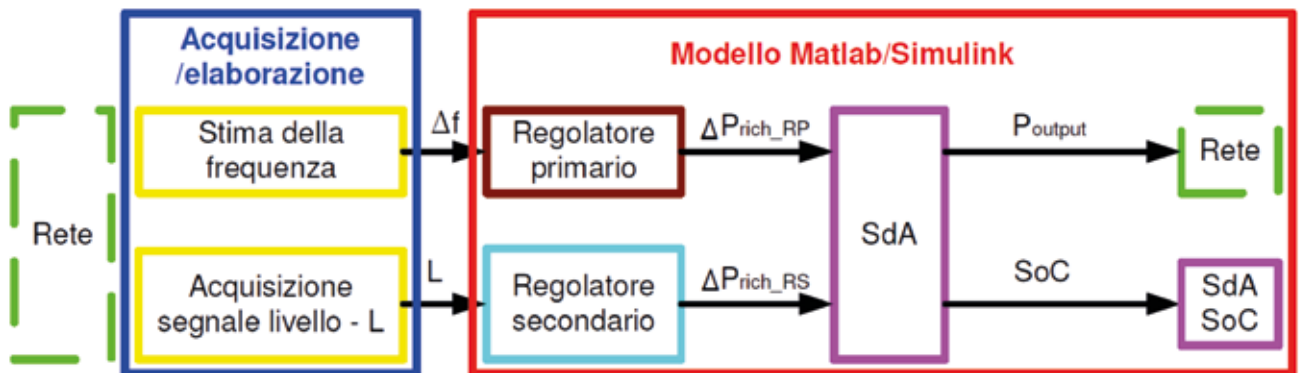 Acquisizione
/elaborazione
Modello Matlab/Simulink
Rete
Stima della
frequenza
Δf
Regolatore
primario
ΔPrich_RP
SdA
Poutput
Rete
Acquisizione
segnale livello - L
L
Regolatore
secondario
ΔPrich_RS
SoC
SdA
SoC